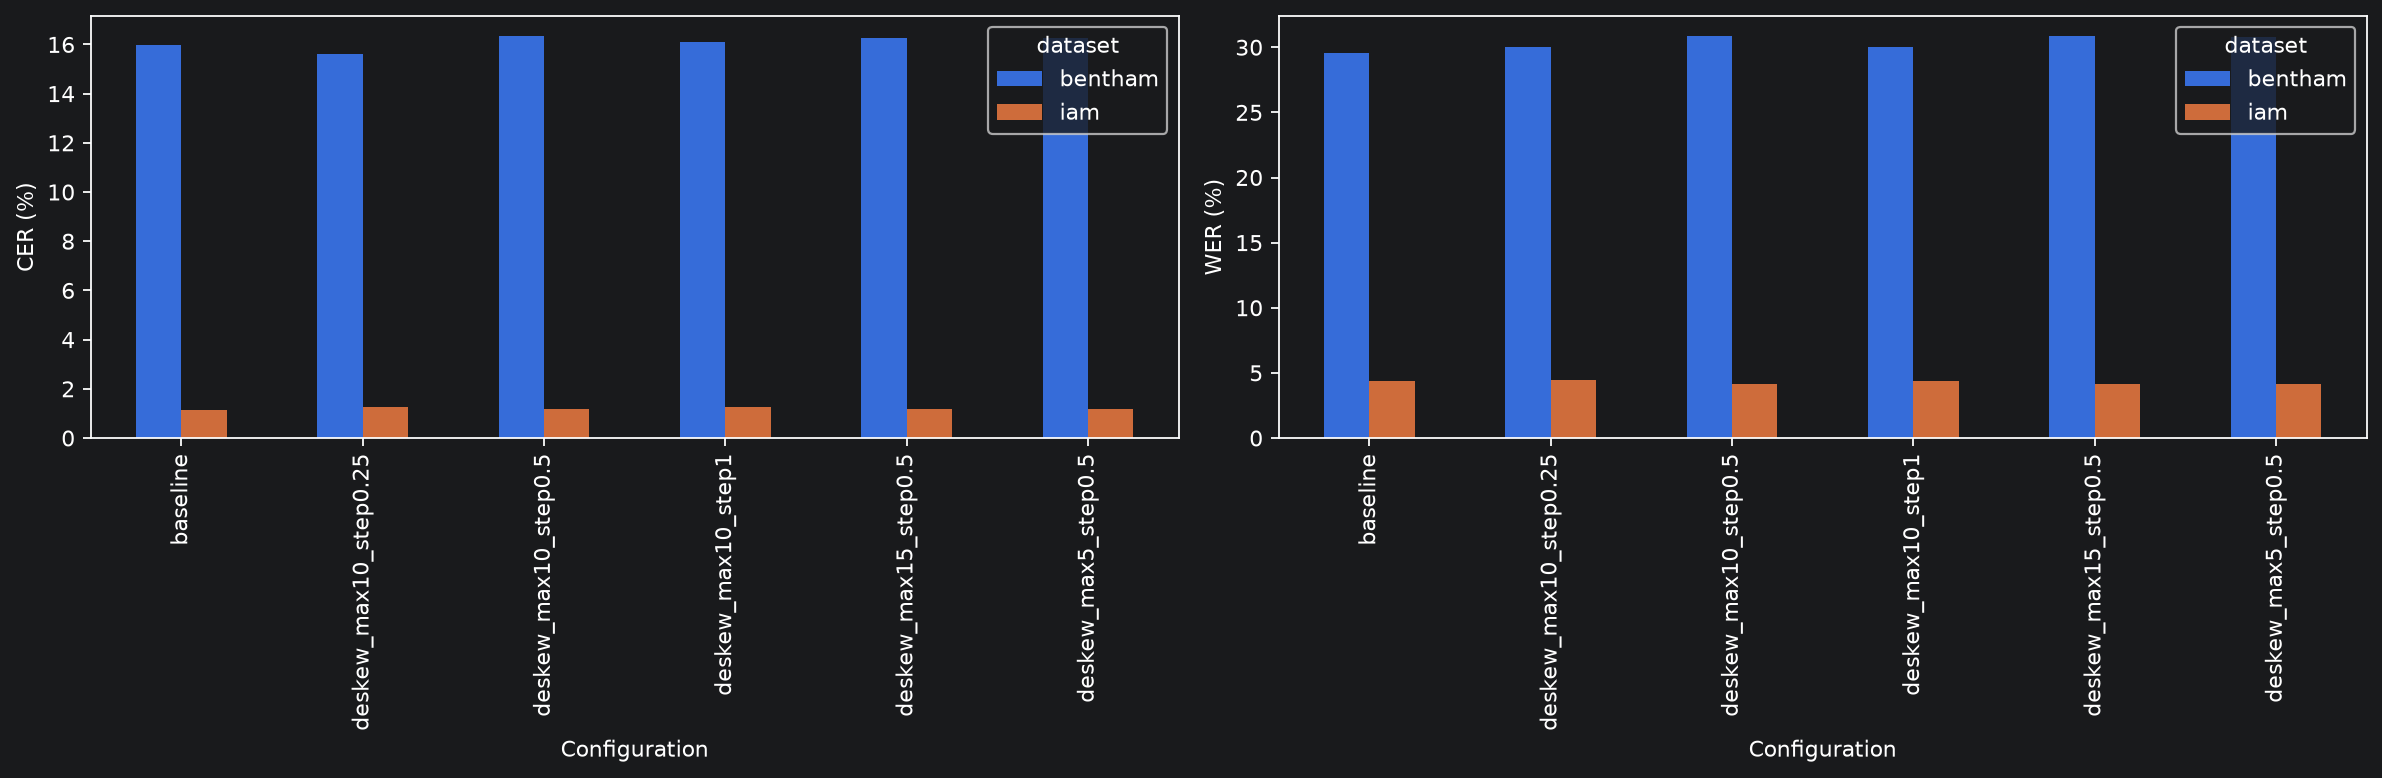 CER (%)
16
14
12
10
8
6
4
2
0
dataset
bentham
iam
baseline
deskew_max10_step0.25
deskew_max10_step0.5
deskew_max10_step1
deskew_max15_step0.5
deskew_max5_step0.5
Configuration
WER (%)
30
25
20
15
10
5
0
dataset
bentham
iam
baseline
deskew_max10_step0.25
deskew_max10_step0.5
deskew_max10_step1
deskew_max15_step0.5
deskew_max5_step0.5
Configuration